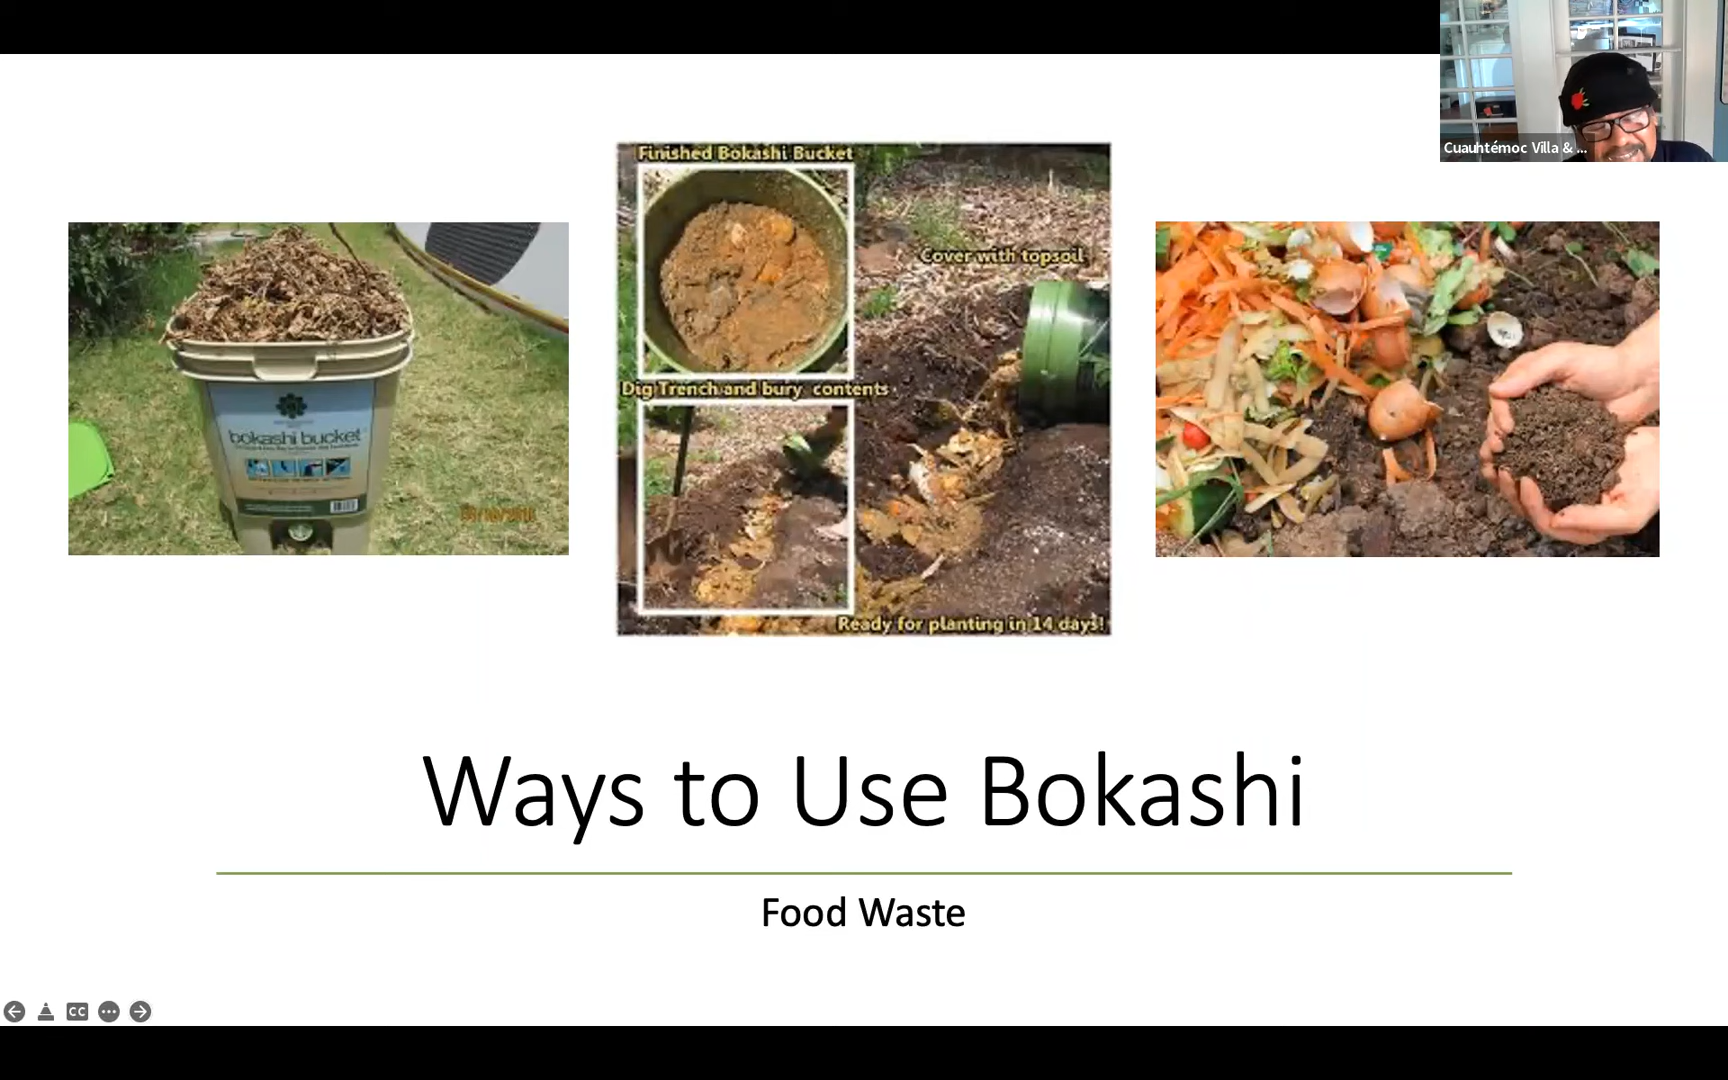 Cuauhtémoc Villa & ...
Finished Bokashi Bucket
Cover with topsoil
Dig Trench and bury contents
Ready for planting in 14 days!
bokashi bucket
Ways to Use Bokashi
Food Waste
CC